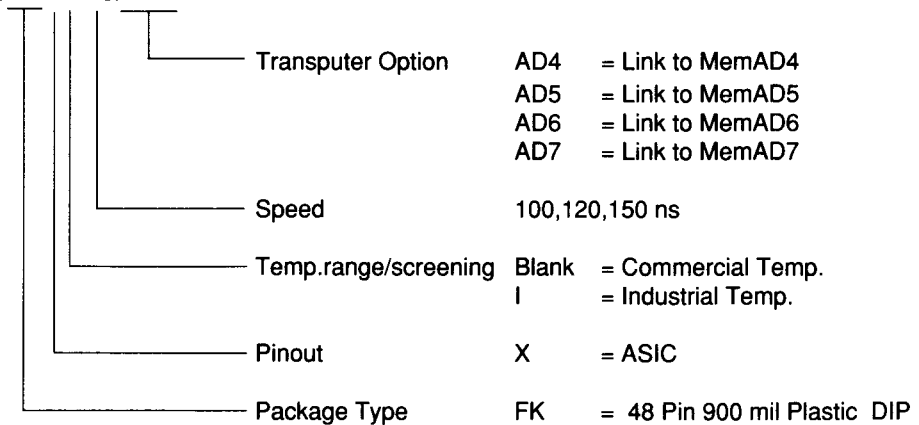 Transputer Option AD4 = Link to MemAD4
AD5 = Link to MemAD5
AD6 = Link to MemAD6
AD7 = Link to MemAD7
Speed 100,120,150 ns
Temp.range/screening Blank = Commercial Temp.
I = Industrial Temp.
Pinout X = ASIC
Package Type FK = 48 Pin 900 mil Plastic DIP